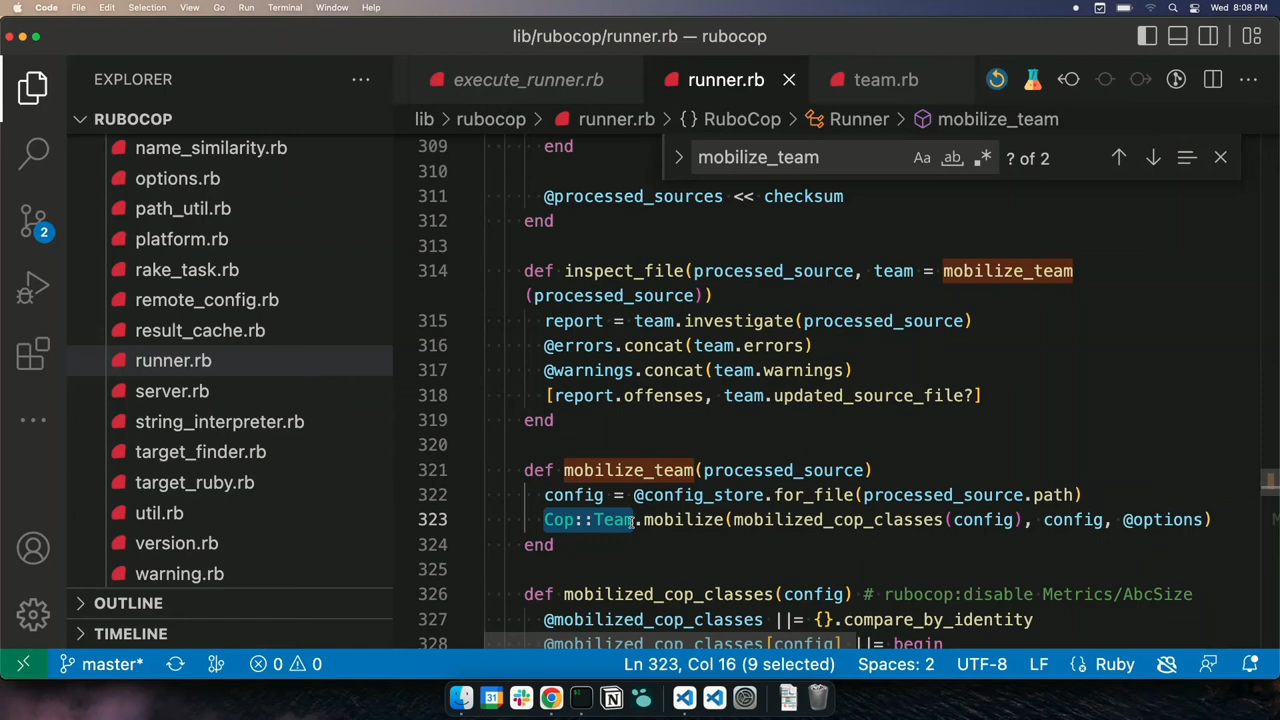 Code File Edit Selection View Go Run Terminal Window Help Wed 8:08 PM
lib/rubocop/runner.rb — rubocop
EXPLORER
execute_runner.rb runner.rb team.rb
RUBOCOP
lib > rubocop > runner.rb > {} RuboCop > Runner > mobilize_team
mobilize_team Aa ab .* ? of 2
name_similarity.rb
options.rb
path_util.rb
platform.rb
rake_task.rb
remote_config.rb
result_cache.rb
runner.rb
server.rb
string_interpreter.rb
target_finder.rb
target_ruby.rb
util.rb
version.rb
warning.rb
OUTLINE
TIMELINE
2
309 end
310
311 @processed_sources << checksum
312 end
313
314 def inspect_file(processed_source, team = mobilize_team
(processed_source))
315 report = team.investigate(processed_source)
316 @errors.concat(team.errors)
317 @warnings.concat(team.warnings)
318 [report.offenses, team.updated_source_file?]
319 end
320
321 def mobilize_team(processed_source)
322 config = @config_store.for_file(processed_source.path)
323 Cop::Team.mobilize(mobilized_cop_classes(config), config, @options)
324 end
325
326 def mobilized_cop_classes(config) # rubocop:disable Metrics/AbcSize
327 @mobilized_cop_classes ||= {}.compare_by_identity
328 @mobilized_cop_classes[config] ||= begin
master* 0 0 Ln 323, Col 16 (9 selected) Spaces: 2 UTF-8 LF {} Ruby
31